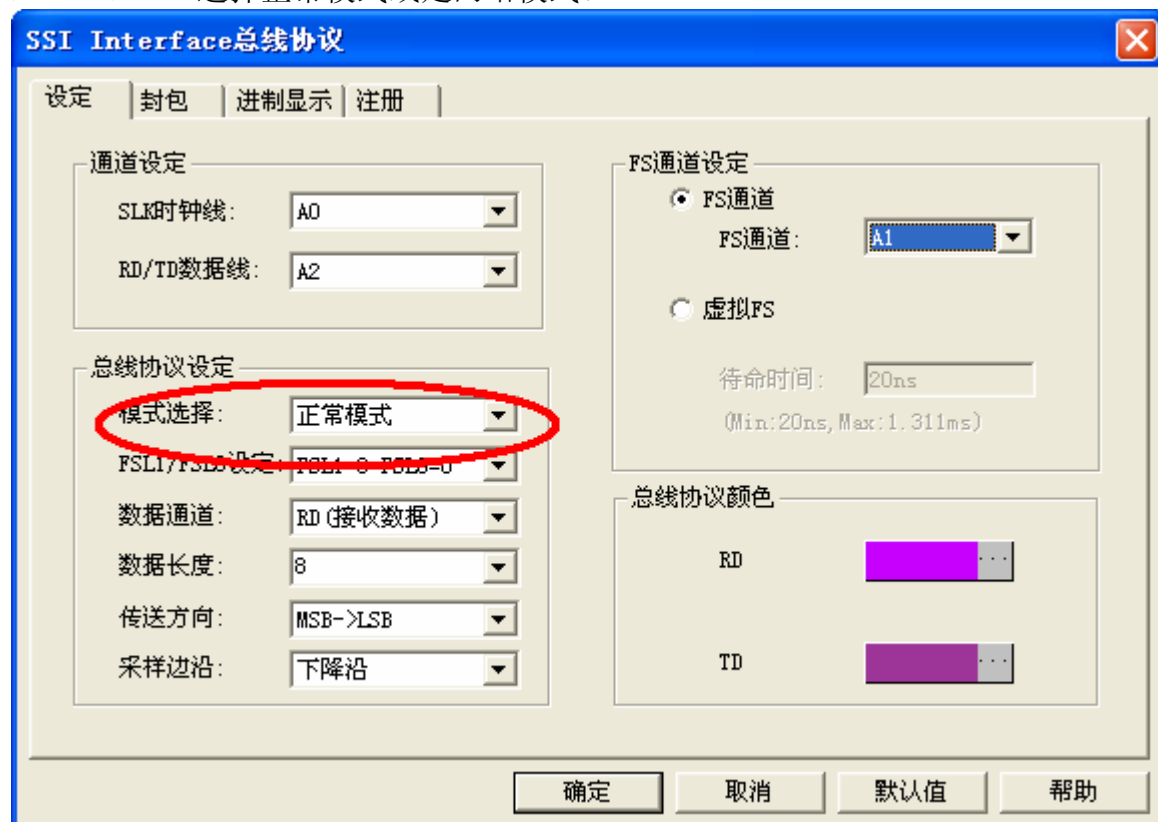 SSI Interface总线协议
设定 封包 进制显示 注册
通道设定
SLK时钟线: A0
RD/TD数据线: A2
总线协议设定
模式选择: 正常模式
数据通道: RD(接收数据)
数据长度: 8
传送方向: MSB->LSB
采样边沿: 下降沿
FS通道设定
FS通道
FS通道: A1
虚拟FS
待命时间: 20ns
(Min:20ns,Max:1.311ms)
总线协议颜色
RD ...
TD ...
确定 取消 默认值 帮助